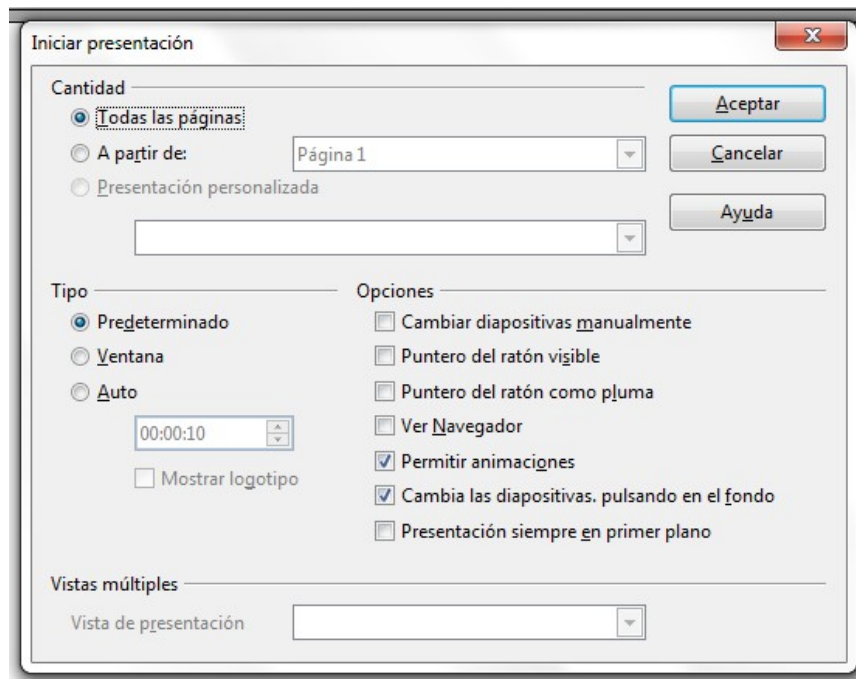 Iniciar presentación
Cantidad
Todas las páginas
Aceptar
A partir de:
Página 1
Cancelar
Presentación personalizada
Ayuda
Tipo
Opciones
Predeterminado
Cambiar diapositivas manualmente
Ventana
Puntero del ratón visible
Auto
Puntero del ratón como pluma
00:00:10
Ver Navegador
Mostrar logotipo
Permitir animaciones
Cambia las diapositivas. pulsando en el fondo
Presentación siempre en primer plano
Vistas múltiples
Vista de presentación